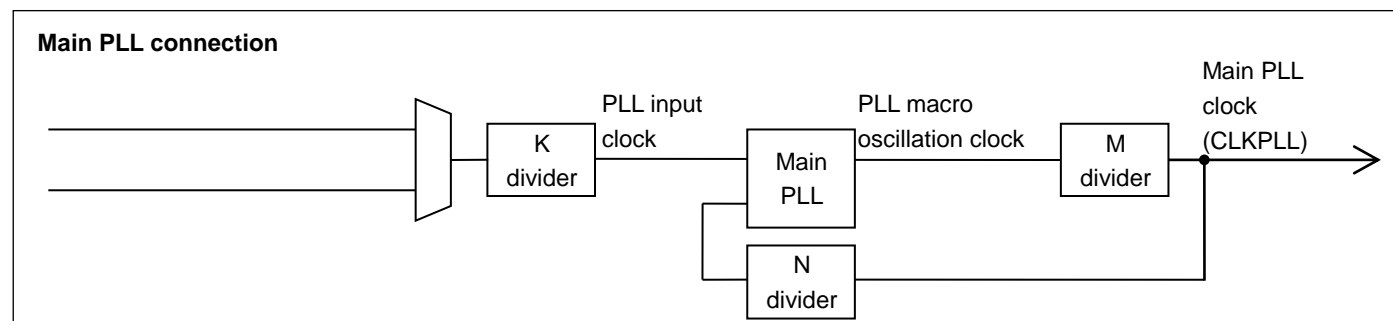 Main PLL connection
K
divider
PLL input
clock
Main
PLL
PLL macro
oscillation clock
M
divider
Main PLL
clock
(CLKPLL)
N
divider